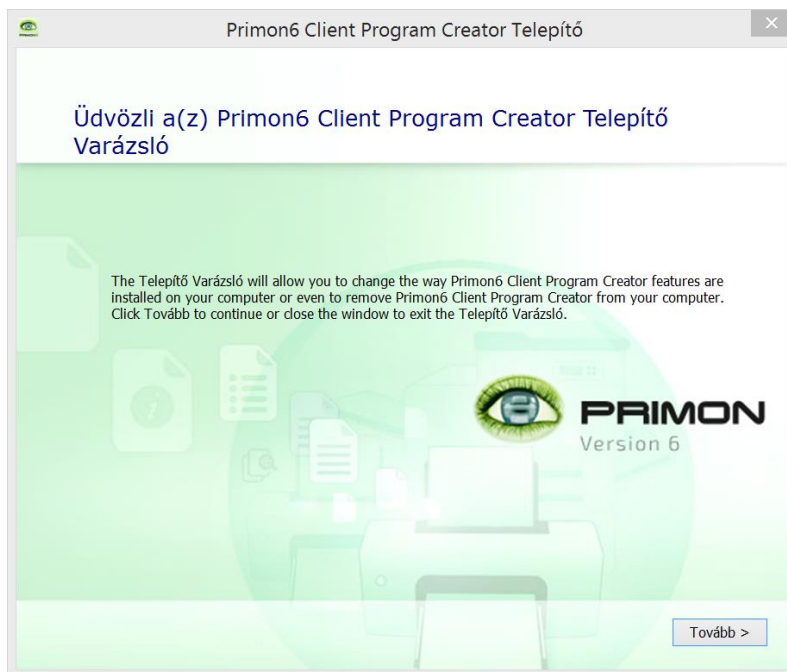 Primon6 Client Program Creator Telepítő
Üdvözli a(z) Primon6 Client Program Creator Telepítő
Varázsló
The Telepítő Varázsló will allow you to change the way Primon6 Client Program Creator features are
installed on your computer or even to remove Primon6 Client Program Creator from your computer.
Click Tovább to continue or close the window to exit the Telepítő Varázsló.
PRIMON
Version 6
Tovább >